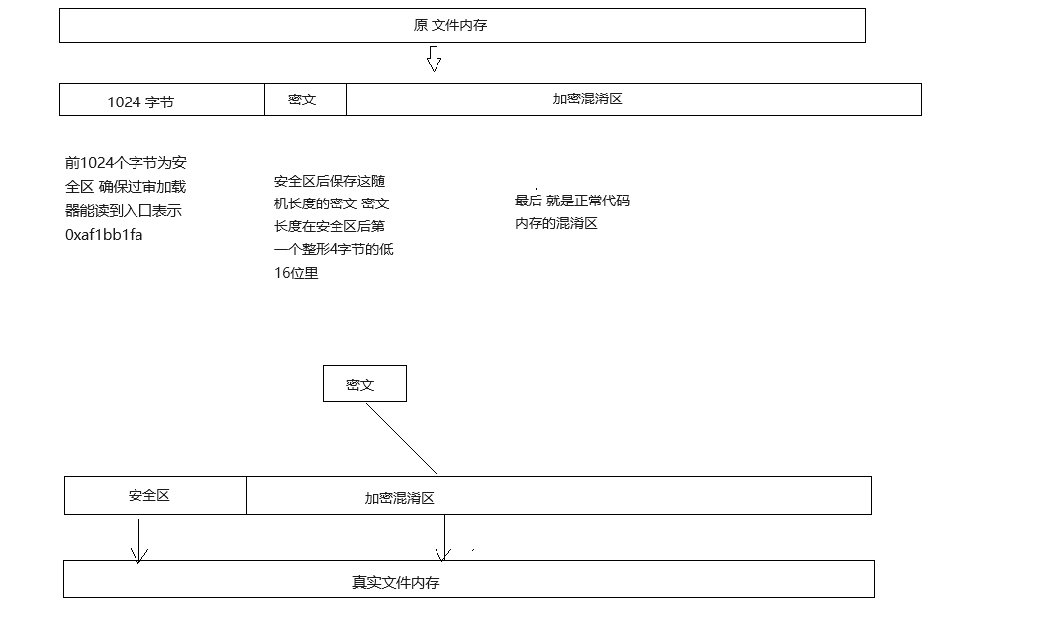 原 文件内存
1024 字节
密文
加密混淆区
前1024个字节为安
全区 确保过审加载
器能读到入口表示
0xaf1bb1fa
安全区后保存这随
机长度的密文 密文
长度在安全区后第
一个整形4字节的低
16位里
最后 就是正常代码
内存的混淆区
密文
安全区
加密混淆区
真实文件内存